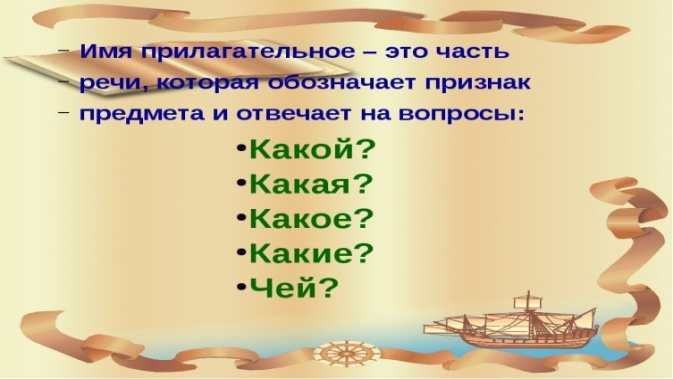 – Имя прилагательное – это часть
– речи, которая обозначает признак
– предмета и отвечает на вопросы:
•Какой?
•Какая?
•Какое?
•Какие?
•Чей?